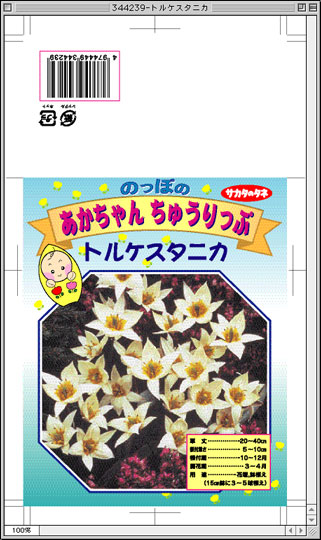 344239-トルケスタニカ
4 974449 344239
のっぽの
サカタのタネ
あかちゃん ちゅうりっぷ
トルケスタニカ
草 丈…………20~40cm
植付深さ…………5~10cm
植付期…………10~12月
開花期…………3~4月
用 途…………花壇、鉢植え
(15cm鉢に3~5球植え)
100%